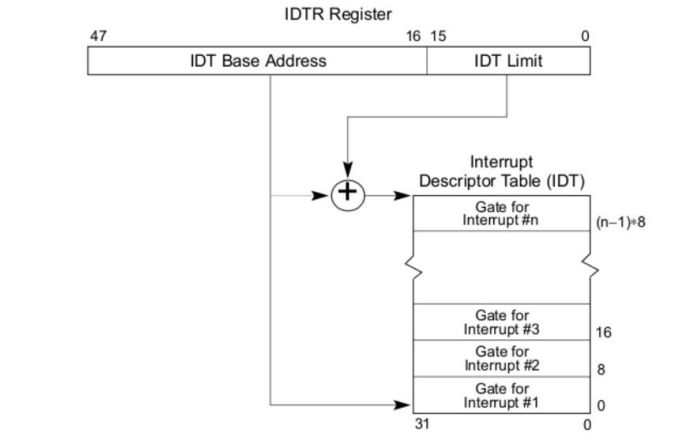 IDTR Register
47 16 15 0
IDT Base Address IDT Limit
+
Interrupt
Descriptor Table (IDT)
Gate for
Interrupt #n
(n–1)*8
Gate for
Interrupt #3
16
Gate for
Interrupt #2
8
Gate for
Interrupt #1
0
31 0